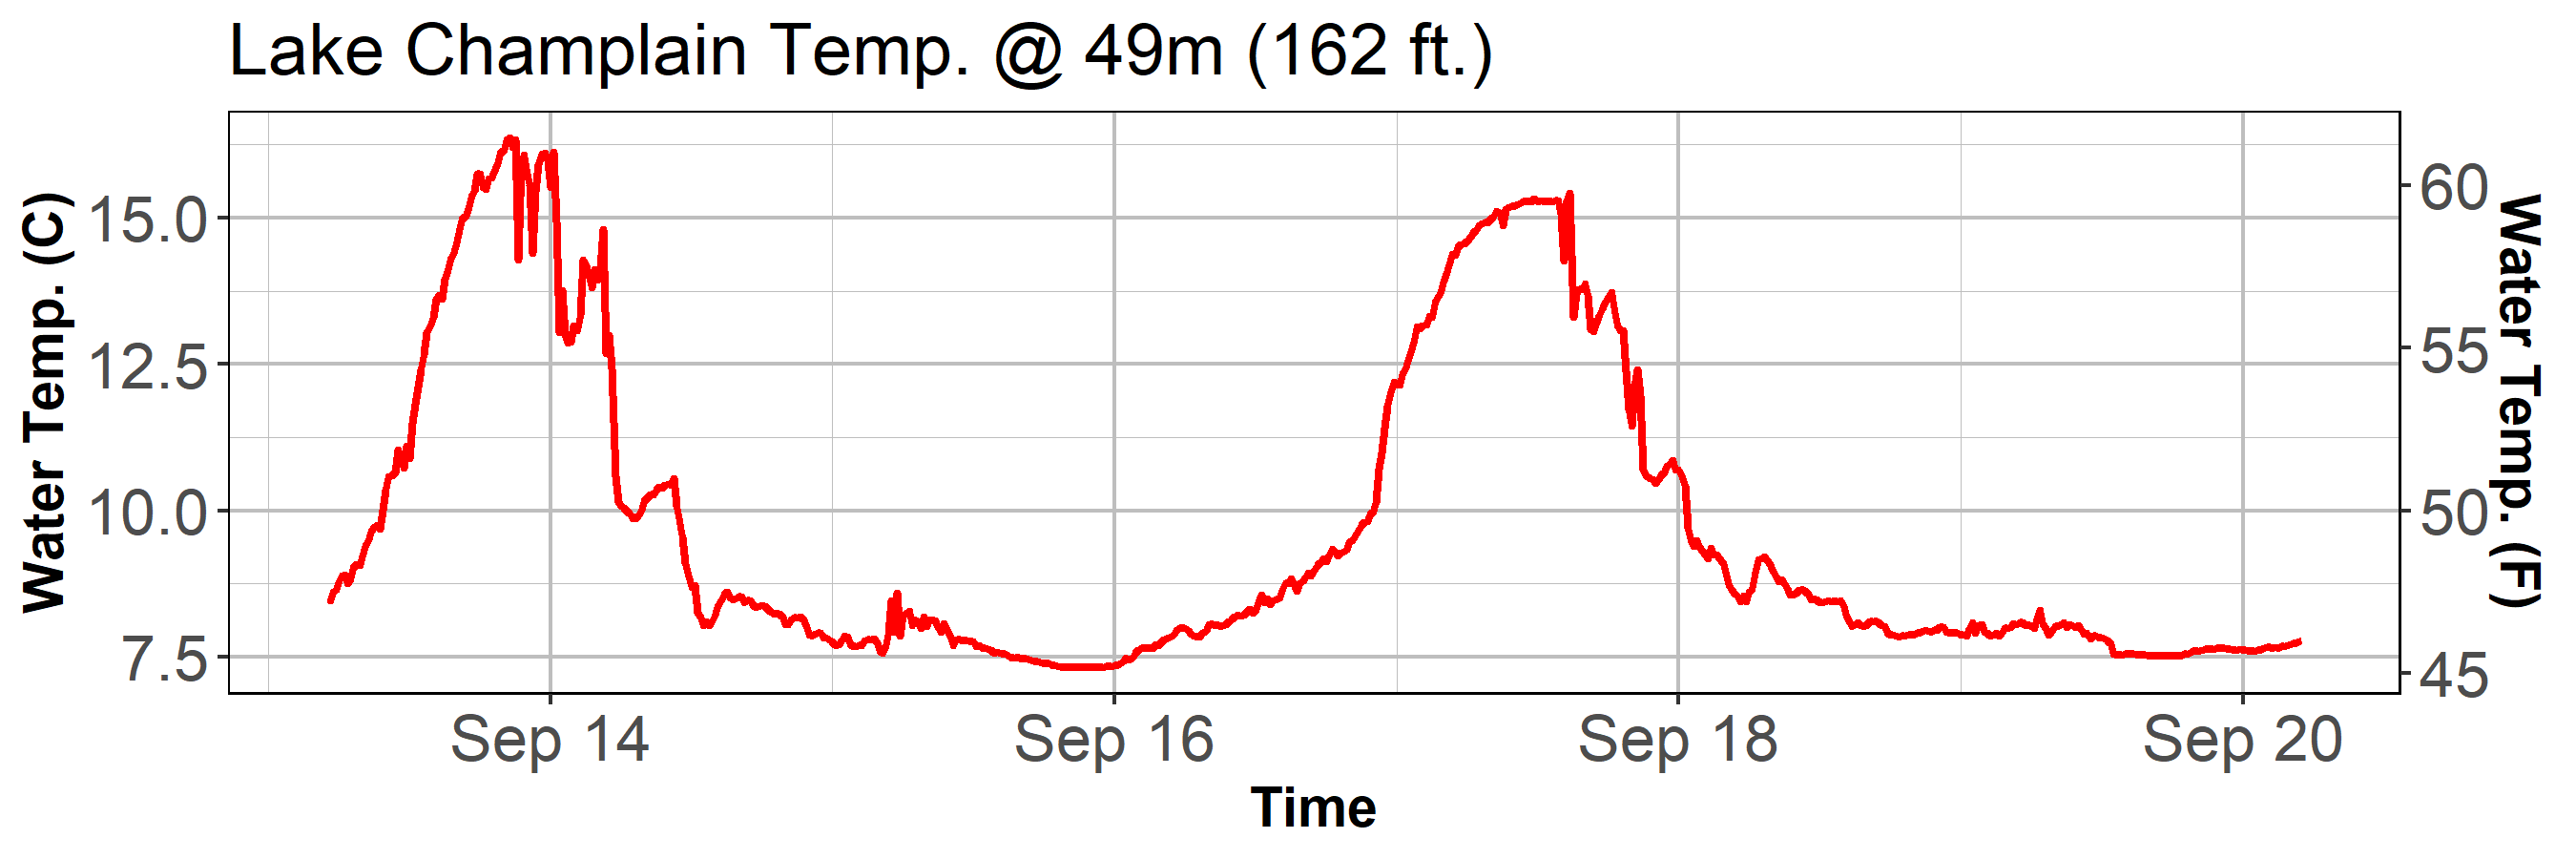 Lake Champlain Temp. @ 49m (162 ft.)
Water Temp. (C)
15.0
12.5
10.0
7.5
60
55
50
45
Water Temp. (F)
Sep 14
Sep 16
Sep 18
Sep 20
Time